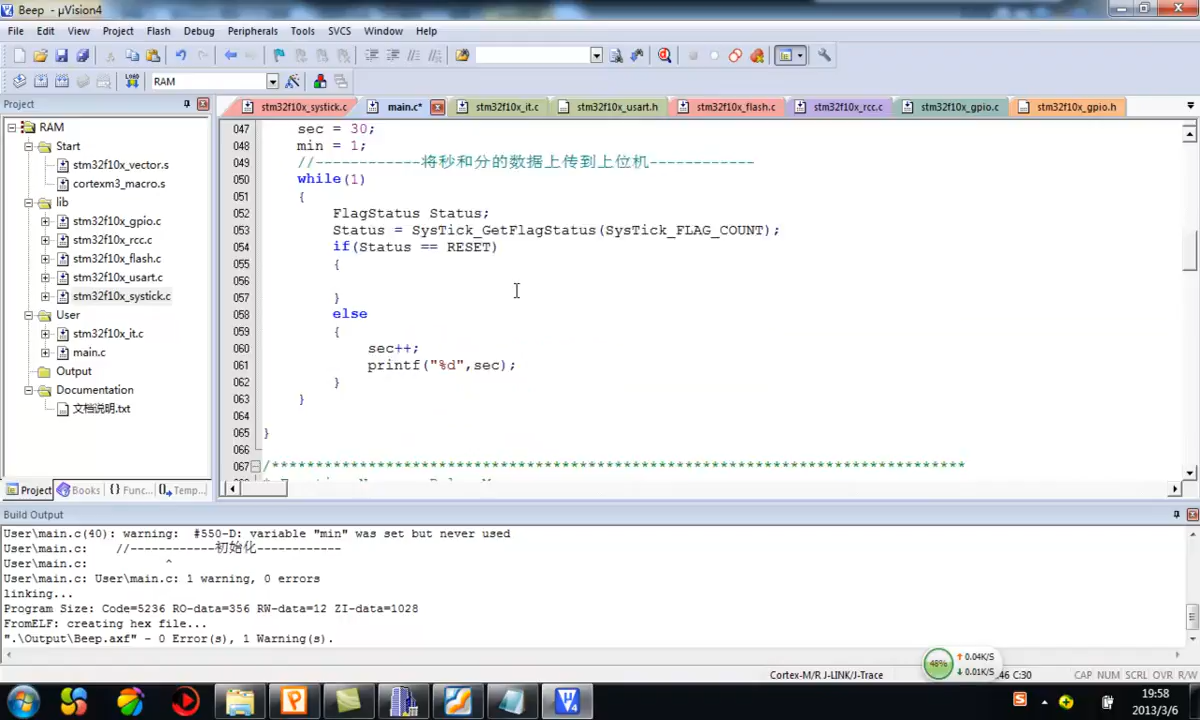 Beep - µVision4
File Edit View Project Flash Debug Peripherals Tools SVCS Window Help
RAM
Project
stm32f10x_systick.c main.c* stm32f10x_it.c stm32f10x_usart.h stm32f10x_flash.c stm32f10x_rcc.c stm32f10x_gpio.c stm32f10x_gpio.h
RAM
Start
stm32f10x_vector.s
cortexm3_macro.s
lib
stm32f10x_gpio.c
stm32f10x_rcc.c
stm32f10x_flash.c
stm32f10x_usart.c
stm32f10x_systick.c
User
stm32f10x_it.c
main.c
Output
Documentation
文档说明.txt
Project Books {} Func... Temp...
047 sec = 30;
048 min = 1;
049 //------------将秒和分的数据上传到上位机------------
050 while(1)
051 {
052 FlagStatus Status;
053 Status = SysTick_GetFlagStatus(SysTick_FLAG_COUNT);
054 if(Status == RESET)
055 {
056
057 }
058 else
059 {
060 sec++;
061 printf("%d",sec);
062 }
063 }
064
065 }
066
067 /*******************************************************************************
Build Output
User\main.c(40): warning: #550-D: variable "min" was set but never used
User\main.c: //------------初始化------------
User\main.c: ^
User\main.c: User\main.c: 1 warning, 0 errors
linking...
Program Size: Code=5236 RO-data=356 RW-data=12 ZI-data=1028
FromELF: creating hex file...
".\Output\Beep.axf" - 0 Error(s), 1 Warning(s).
48% 0.04K/S
0.01K/S
Cortex-M/R J-LINK/J-Trace .46 C:30 CAP NUM SCRL OVR R/W
19:58
2013/3/6